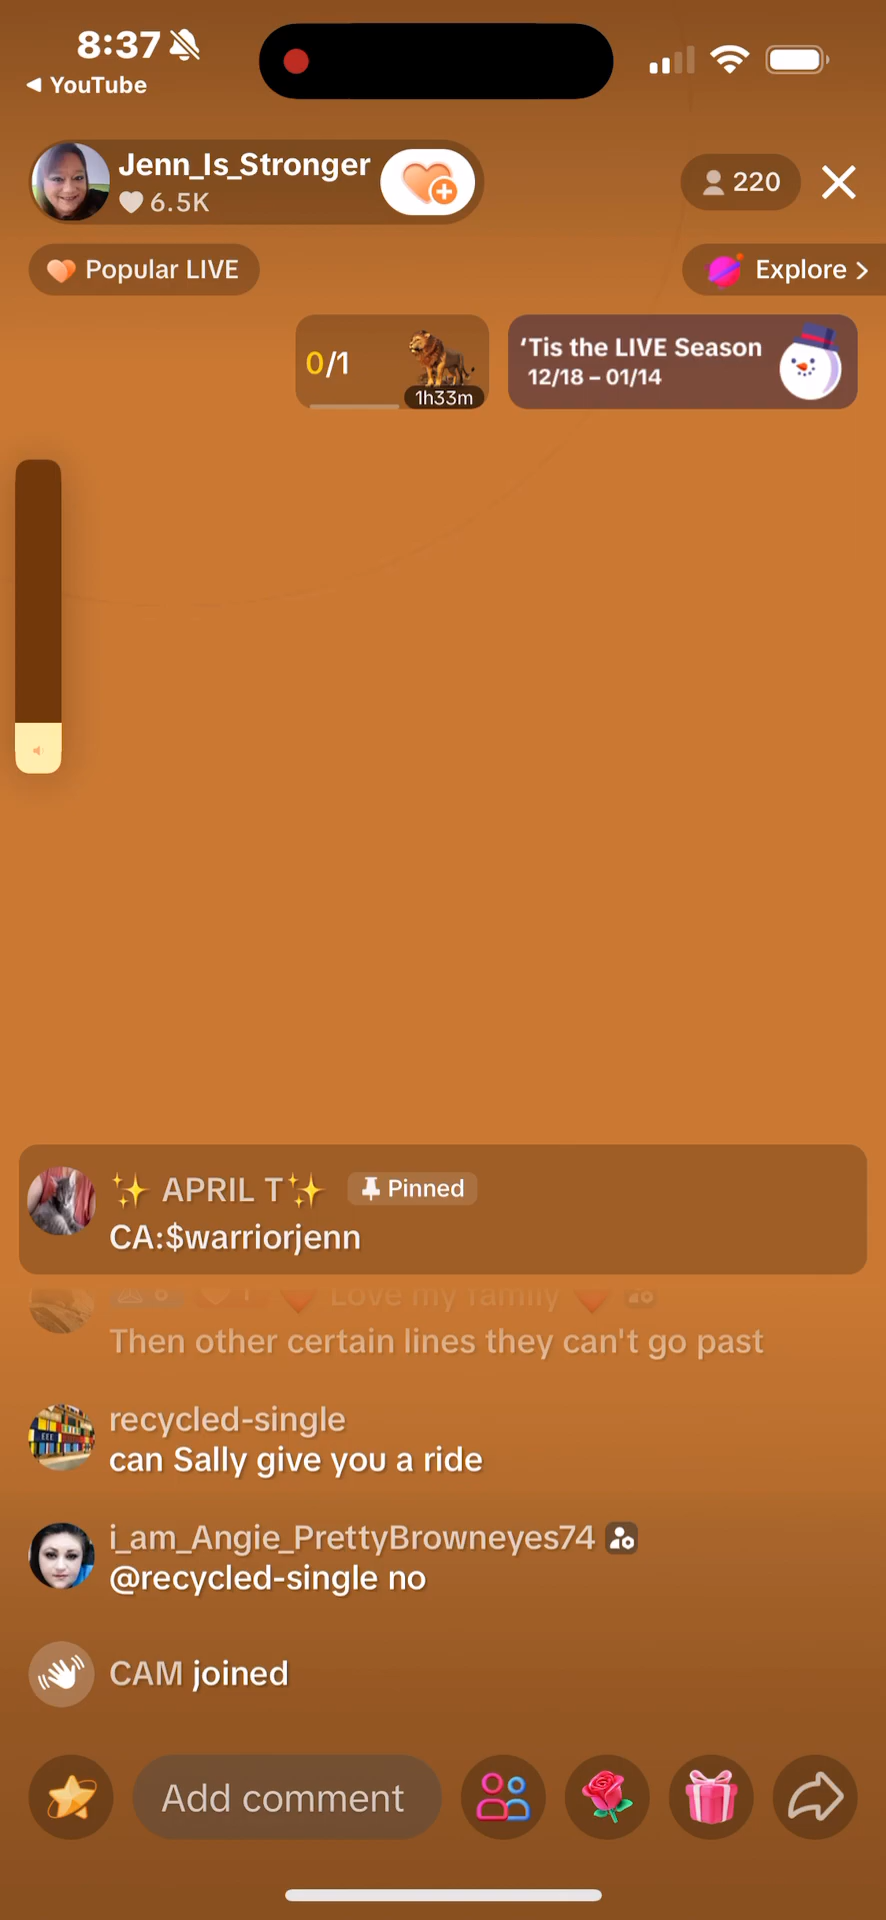 8:37
YouTube
Jenn_Is_Stronger
6.5K
220
Popular LIVE
Explore >
0/1
1h33m
‘Tis the LIVE Season
12/18 – 01/14
✨ APRIL T✨ Pinned
CA:$warriorjenn
Love my family
Then other certain lines they can't go past
recycled-single
can Sally give you a ride
i_am_Angie_PrettyBrowneyes74
@recycled-single no
CAM joined
Add comment